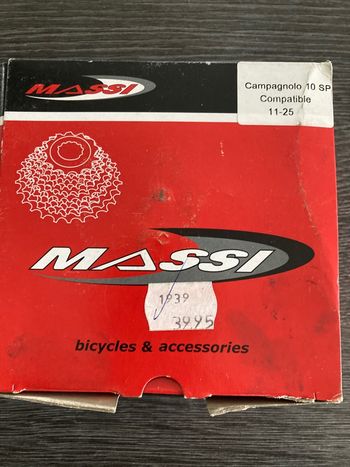 MASSI
Campagnolo 10 SP
Compatible
11-25
MASSI
1939
39.95
bicycles & accessories